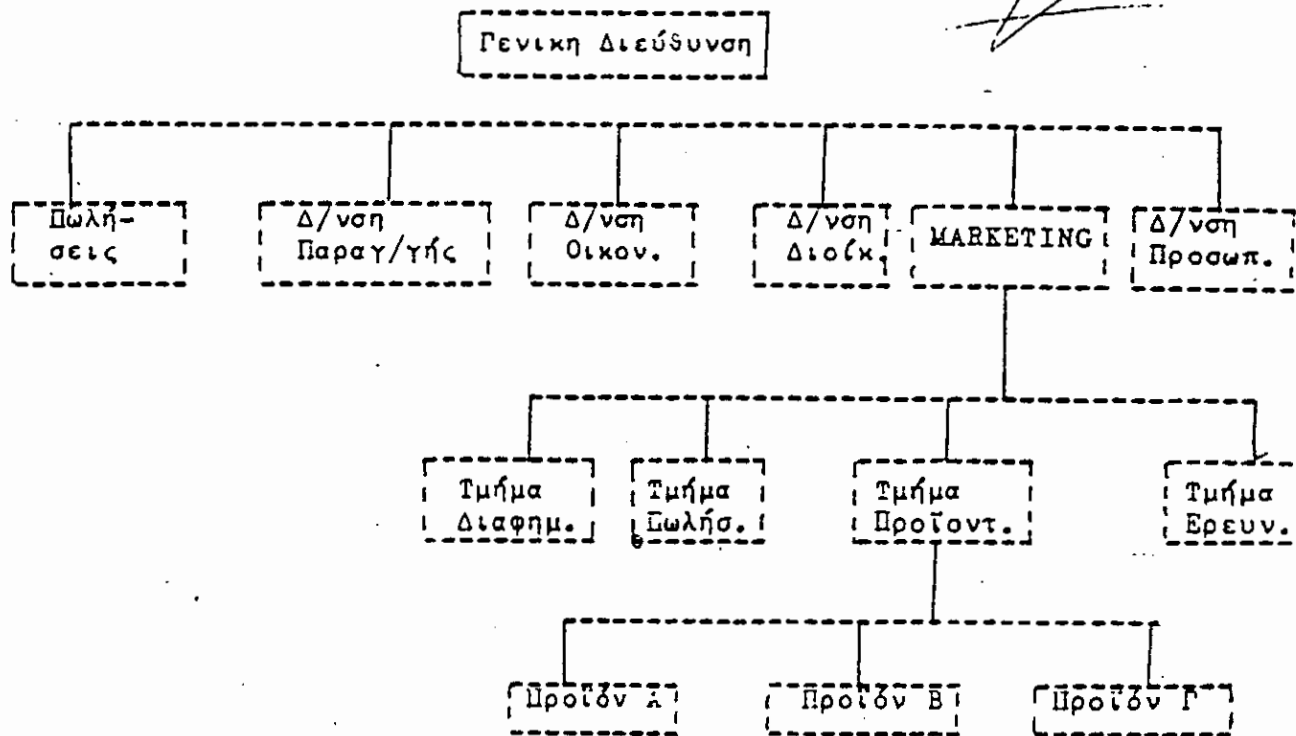 Γενικη Διεύθυνση
Πωλή-
σεις
Δ/νση
Παραγ/γής
Δ/νση
Οικον.
Δ/νση
Διοίκ.
MARKETING
Δ/νση
Προσωπ.
Τμήμα
Διαφημ.
Τμήμα
Πωλήσ.
Τμήμα
Προϊοντ.
Τμήμα
Ερευν.
Προϊόν Α
Προϊόν Β
Προϊόν Γ